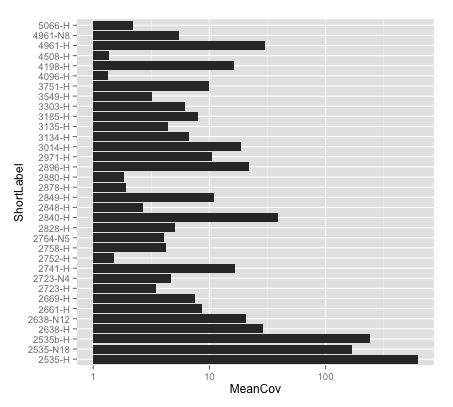 5066-H
4961-N8
4961-H
4508-H
4198-H
4096-H
3751-H
3549-H
3303-H
3185-H
3135-H
3134-H
3014-H
2971-H
2896-H
2880-H
2878-H
2849-H
2848-H
2840-H
2828-H
2764-N5
2758-H
2752-H
2741-H
2723-N4
2723-H
2669-H
2661-H
2638-N12
2638-H
2535b-H
2535-N18
2535-H
ShortLabel
1 10 100
MeanCov